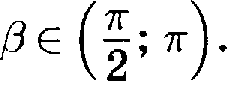 β ∈ (π/2; π).